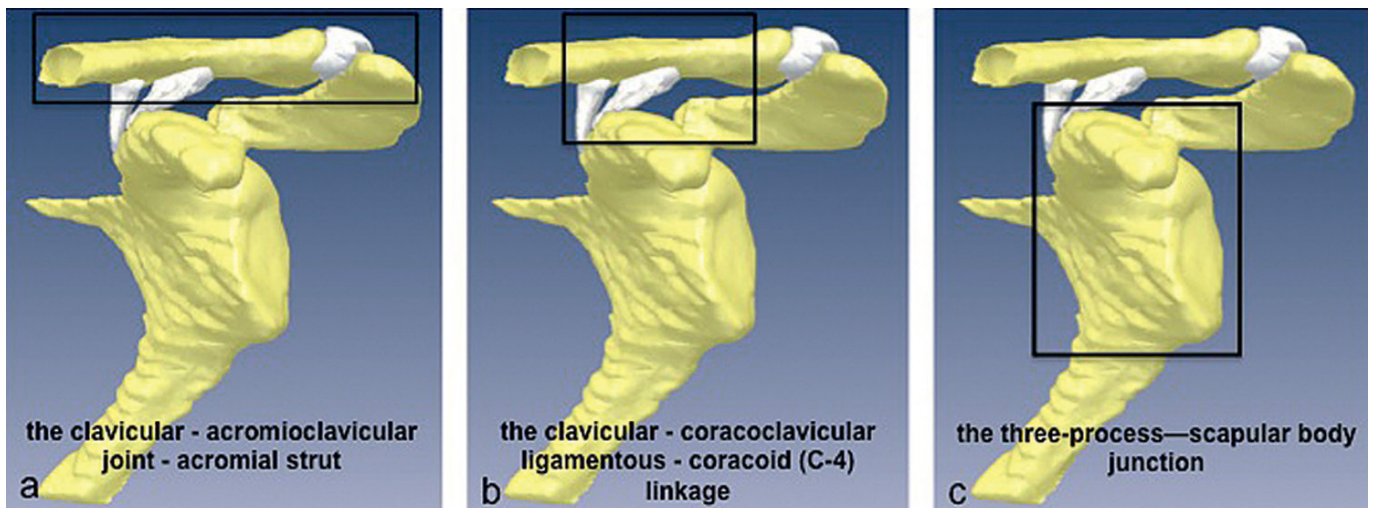 the clavicular - acromioclavicular
joint - acromial strut
a
the clavicular - coracoclavicular
ligamentous - coracoid (C-4)
linkage
b
the three-process—scapular body
junction
c